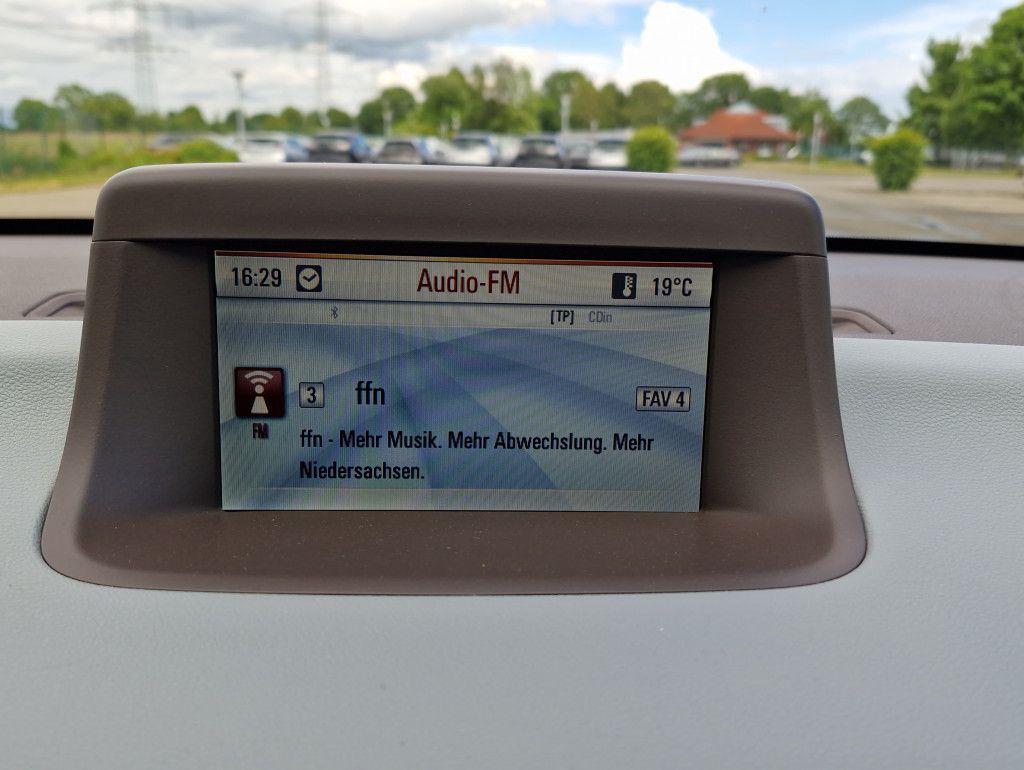 16:29 Audio-FM 19°C
[TP] CDin
3 ffn FAV 4
FM
ffn - Mehr Musik. Mehr Abwechslung. Mehr
Niedersachsen.